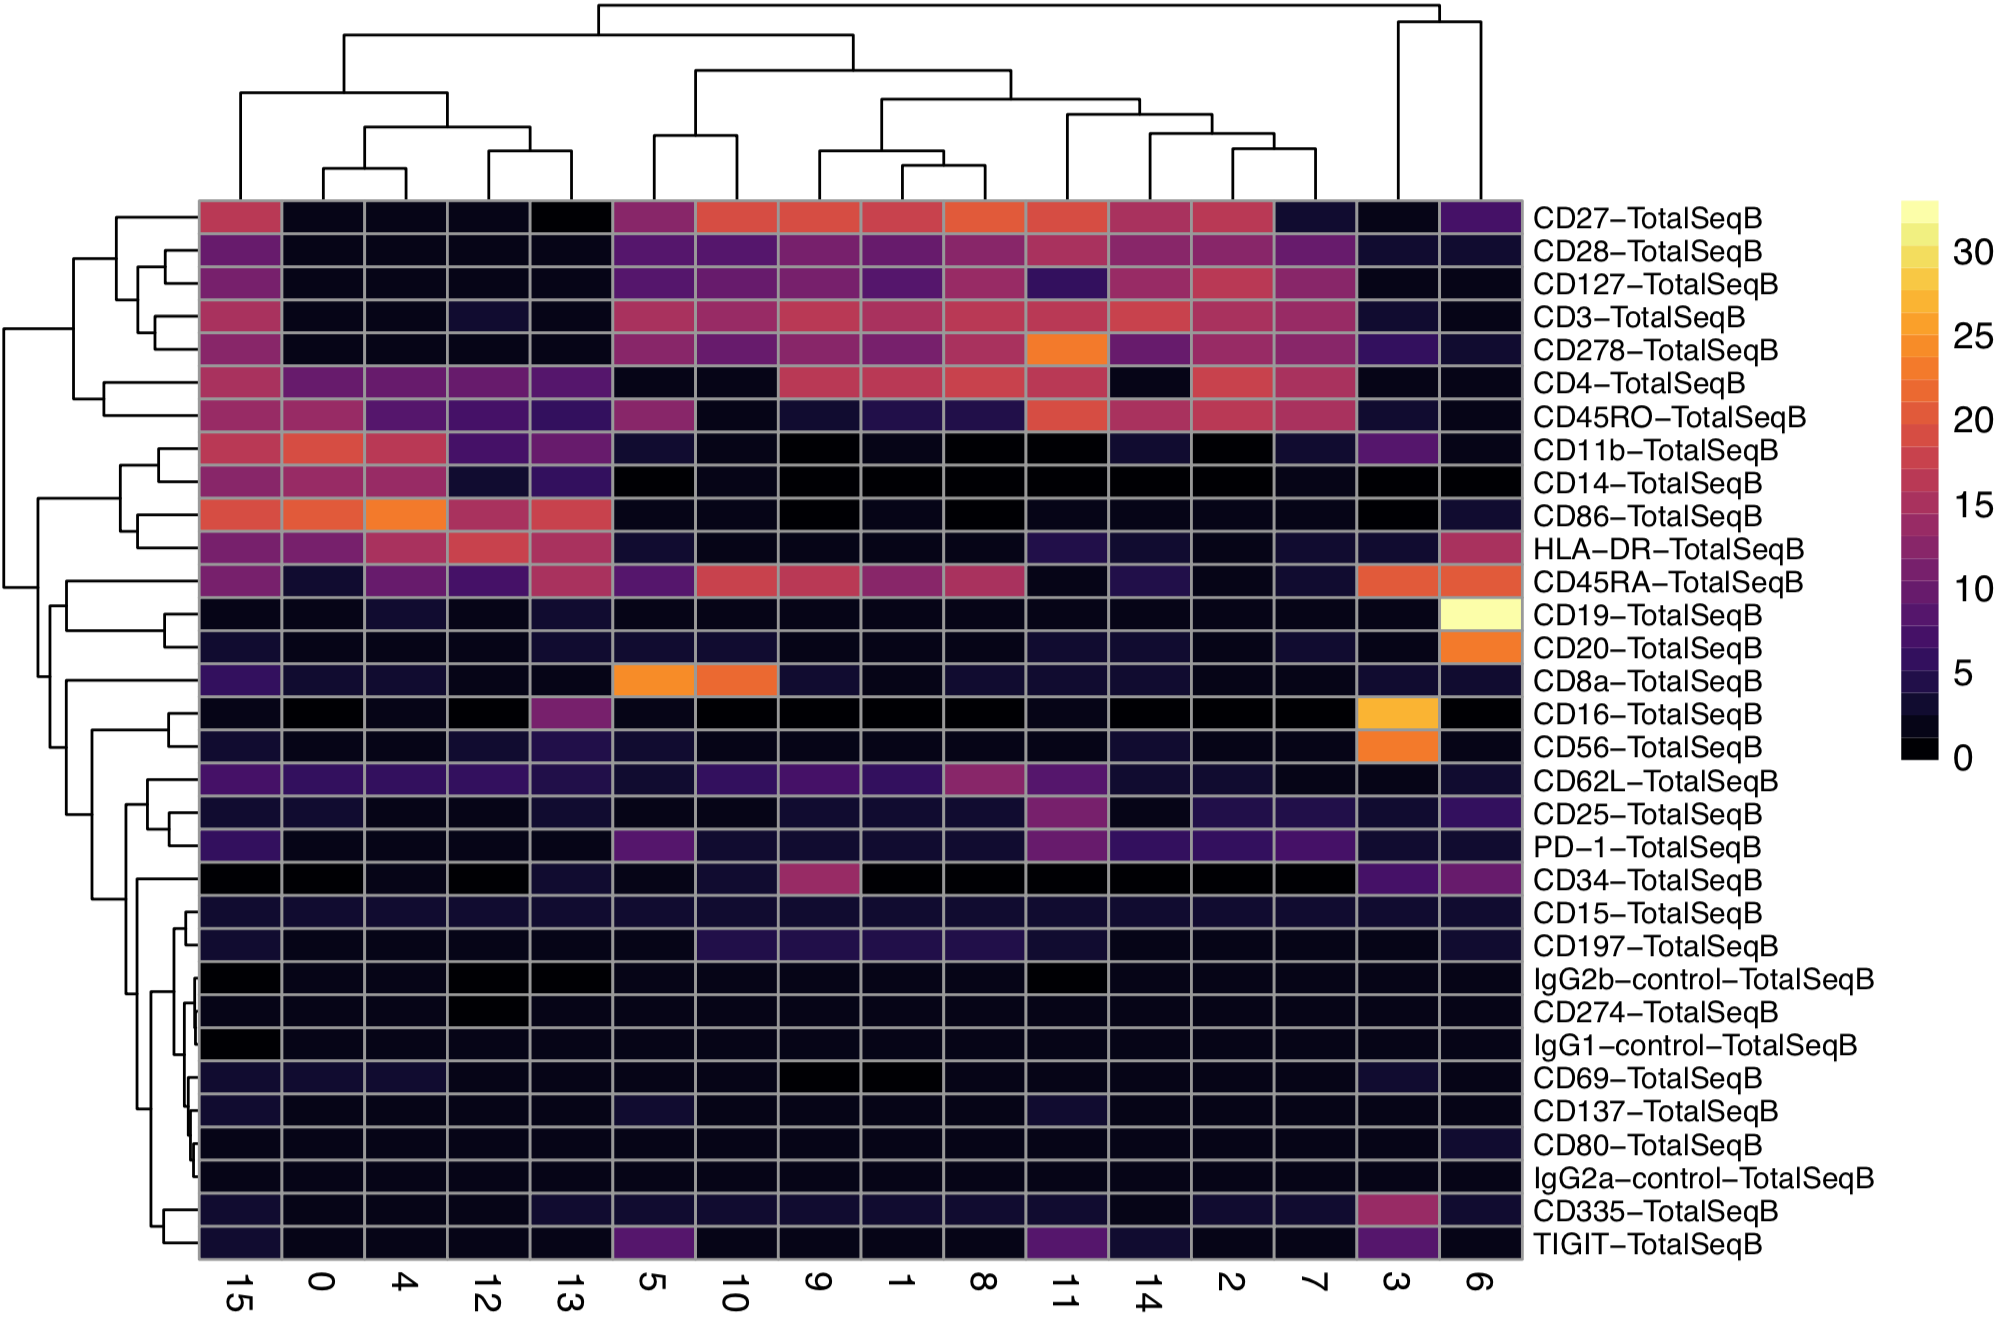 CD27−TotalSeqB
CD28−TotalSeqB
CD127−TotalSeqB
CD3−TotalSeqB
CD278−TotalSeqB
CD4−TotalSeqB
CD45RO−TotalSeqB
CD11b−TotalSeqB
CD14−TotalSeqB
CD86−TotalSeqB
HLA−DR−TotalSeqB
CD45RA−TotalSeqB
CD19−TotalSeqB
CD20−TotalSeqB
CD8a−TotalSeqB
CD16−TotalSeqB
CD56−TotalSeqB
CD62L−TotalSeqB
CD25−TotalSeqB
PD−1−TotalSeqB
CD34−TotalSeqB
CD15−TotalSeqB
CD197−TotalSeqB
IgG2b−control−TotalSeqB
CD274−TotalSeqB
IgG1−control−TotalSeqB
CD69−TotalSeqB
CD137−TotalSeqB
CD80−TotalSeqB
IgG2a−control−TotalSeqB
CD335−TotalSeqB
TIGIT−TotalSeqB
15 0 4 12 13 5 10 9 1 8 11 14 2 7 3 6
30
25
20
15
10
5
0